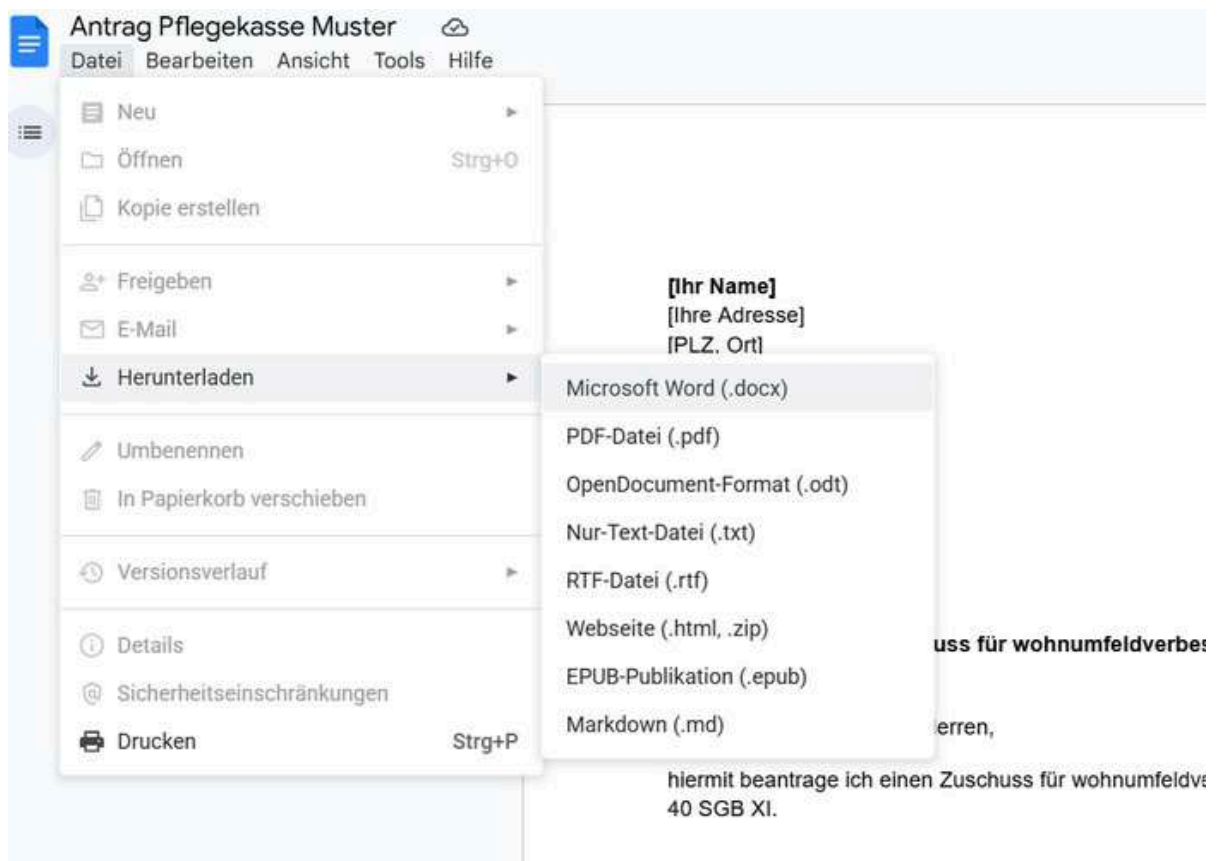 Antrag Pflegekasse Muster
Datei Bearbeiten Ansicht Tools Hilfe
Neu
Öffnen Strg+O
Kopie erstellen
Freigeben
E-Mail
Herunterladen
Umbenennen
In Papierkorb verschieben
Versionsverlauf
Details
Sicherheitseinschränkungen
Drucken Strg+P
Microsoft Word (.docx)
PDF-Datei (.pdf)
OpenDocument-Format (.odt)
Nur-Text-Datei (.txt)
RTF-Datei (.rtf)
Webseite (.html, .zip)
EPUB-Publikation (.epub)
Markdown (.md)
[Ihr Name]
[Ihre Adresse]
[PLZ, Ort]
uss für wohnumfeldverbes
erren,
hiermit beantrage ich einen Zuschuss für wohnumfeldve
40 SGB XI.